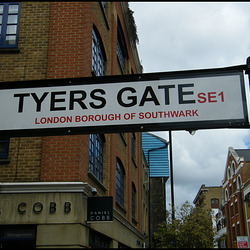 TYERS GATE SE1
LONDON BOROUGH OF SOUTHWARK
COBB
DANIEL
COBB